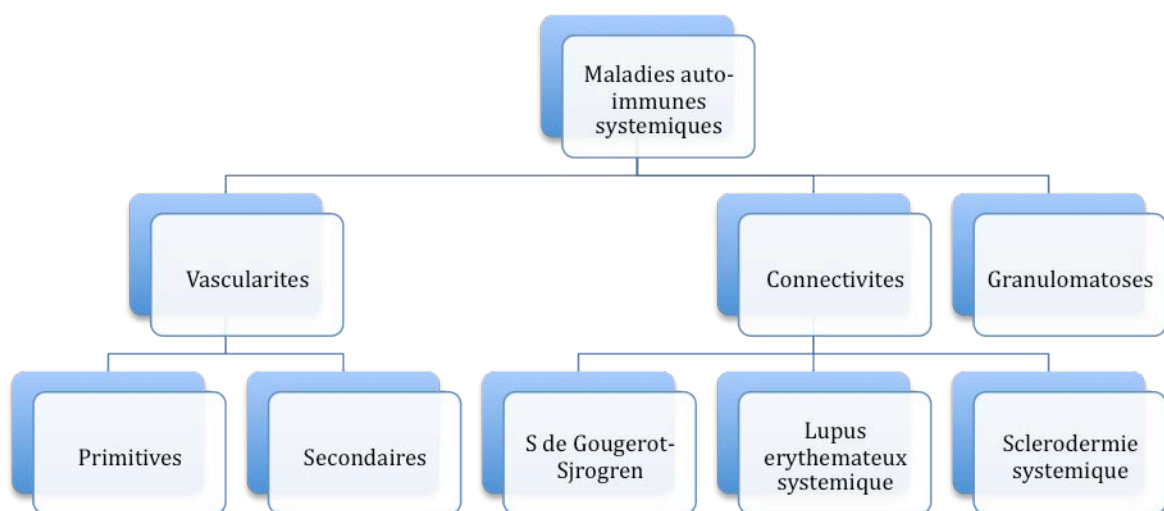 Maladies auto-
immunes
systemiques
Vascularites
Connectivites
Granulomatoses
Primitives
Secondaires
S de Gougerot-
Sjrogren
Lupus
erythemateux
systemique
Sclerodermie
systemique